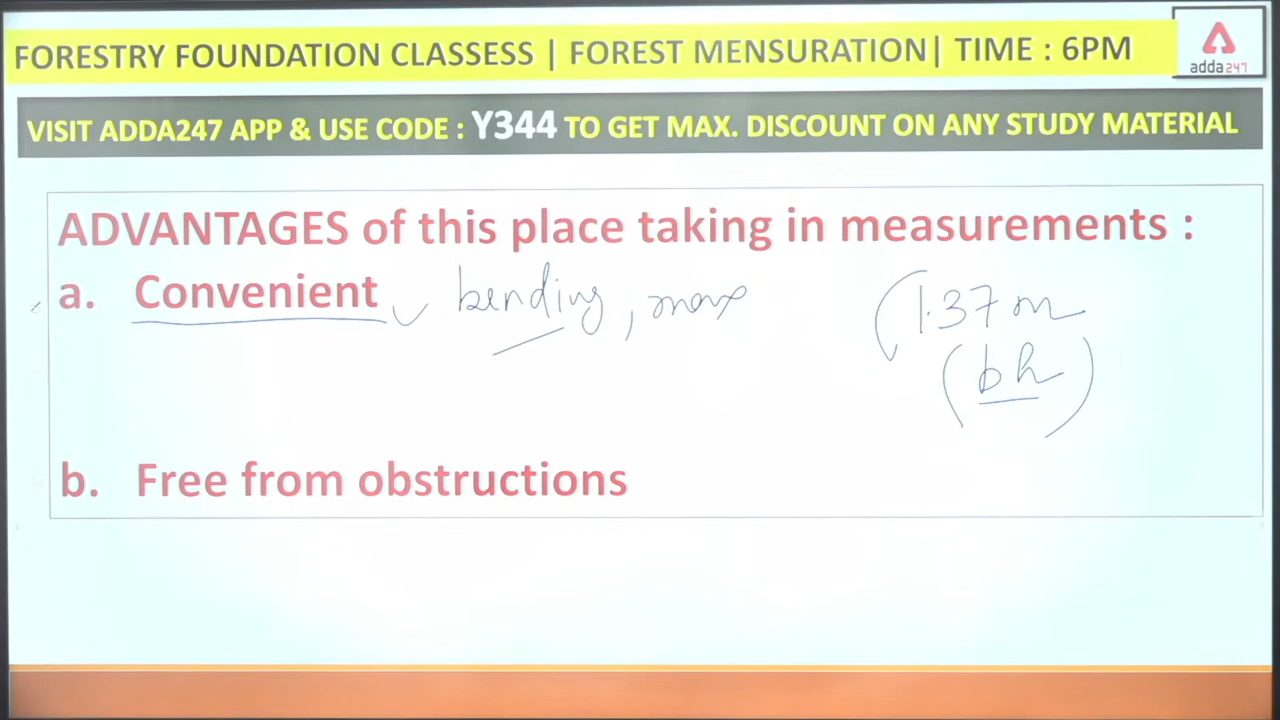 FORESTRY FOUNDATION CLASSESS | FOREST MENSURATION| TIME : 6PM
adda247
VISIT ADDA247 APP & USE CODE : Y344 TO GET MAX. DISCOUNT ON ANY STUDY MATERIAL
ADVANTAGES of this place taking in measurements :
a. Convenient bending, max
1.37 m
(bh)
b. Free from obstructions